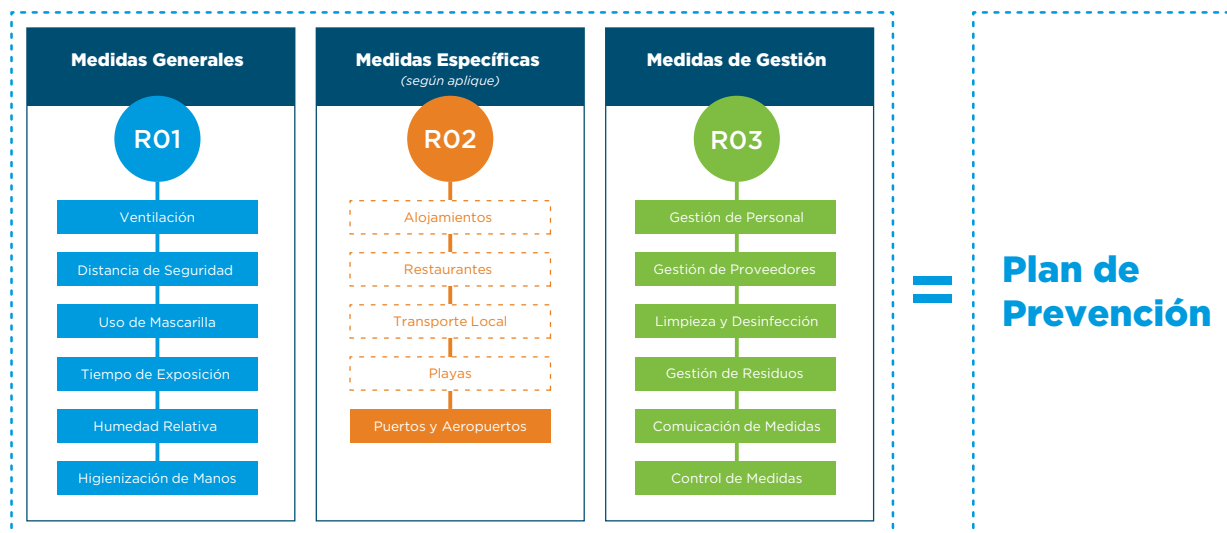 Medidas Generales
R01
Ventilación
Distancia de Seguridad
Uso de Mascarilla
Tiempo de Exposición
Humedad Relativa
Higienización de Manos
Medidas Específicas
(según aplique)
R02
Alojamientos
Restaurantes
Transporte Local
Playas
Puertos y Aeropuertos
Medidas de Gestión
R03
Gestión de Personal
Gestión de Proveedores
Limpieza y Desinfección
Gestión de Residuos
Comuicación de Medidas
Control de Medidas
=
Plan de
Prevención